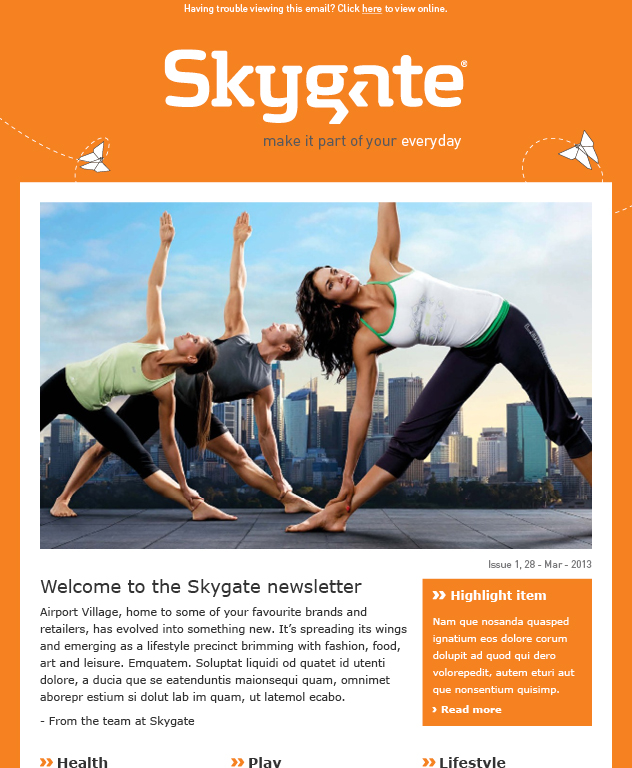 Having trouble viewing this email? Click here to view online.
Skygate®
make it part of your everyday
Issue 1, 28 - Mar - 2013
Welcome to the Skygate newsletter
Airport Village, home to some of your favourite brands and
retailers, has evolved into something new. It's spreading its wings
and emerging as a lifestyle precinct brimming with fashion, food,
art and leisure. Emquatem. Soluptat liquidi od quatet id utenti
dolore, a ducia que se eatenduntis maionsequi quam, omnimet
aborepr estium si dolut lab im quam, ut latemol ecabo.
- From the team at Skygate
Highlight item
Nam que nosanda quasped
ignatium eos dolore corum
dolupit ad quod qui dero
volorepedit, autem eturi aut
que nonsentium quisimp.
› Read more
Health
Play
Lifestyle